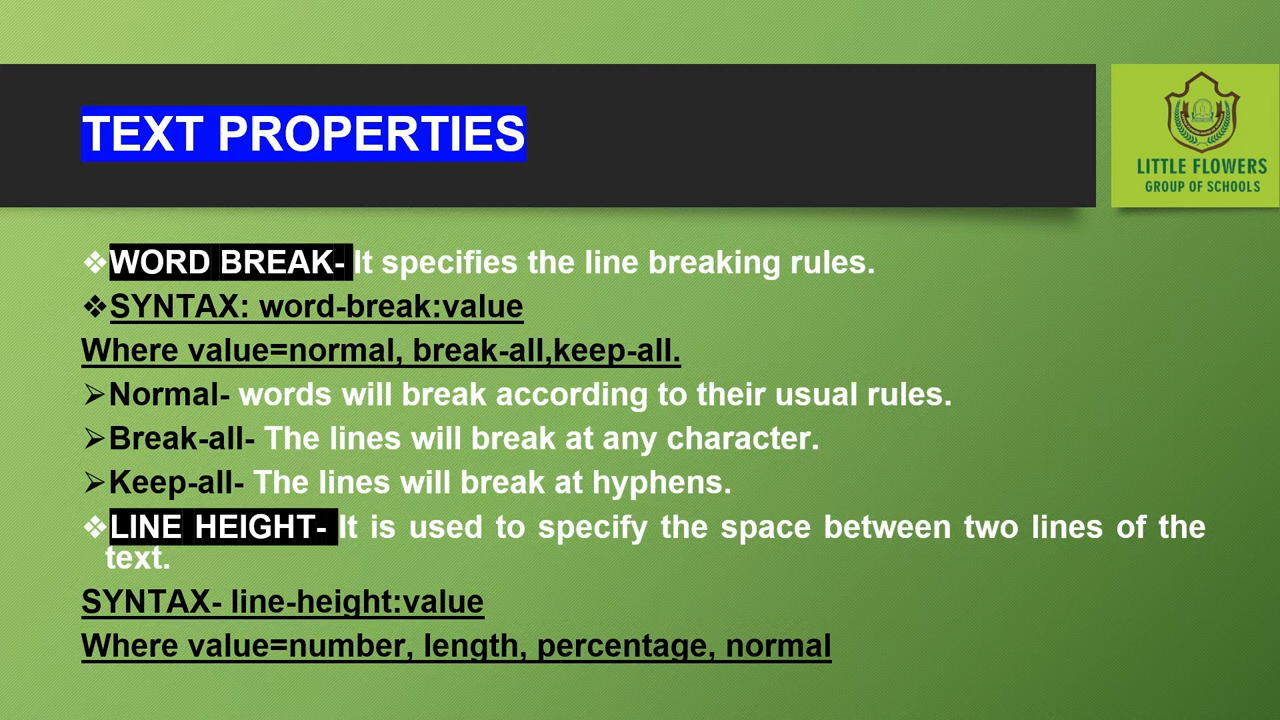 TEXT PROPERTIES
LITTLE FLOWERS
GROUP OF SCHOOLS
❖WORD BREAK- It specifies the line breaking rules.
❖SYNTAX: word-break:value
Where value=normal, break-all,keep-all.
➢Normal- words will break according to their usual rules.
➢Break-all- The lines will break at any character.
➢Keep-all- The lines will break at hyphens.
❖LINE HEIGHT- It is used to specify the space between two lines of the
text.
SYNTAX- line-height:value
Where value=number, length, percentage, normal